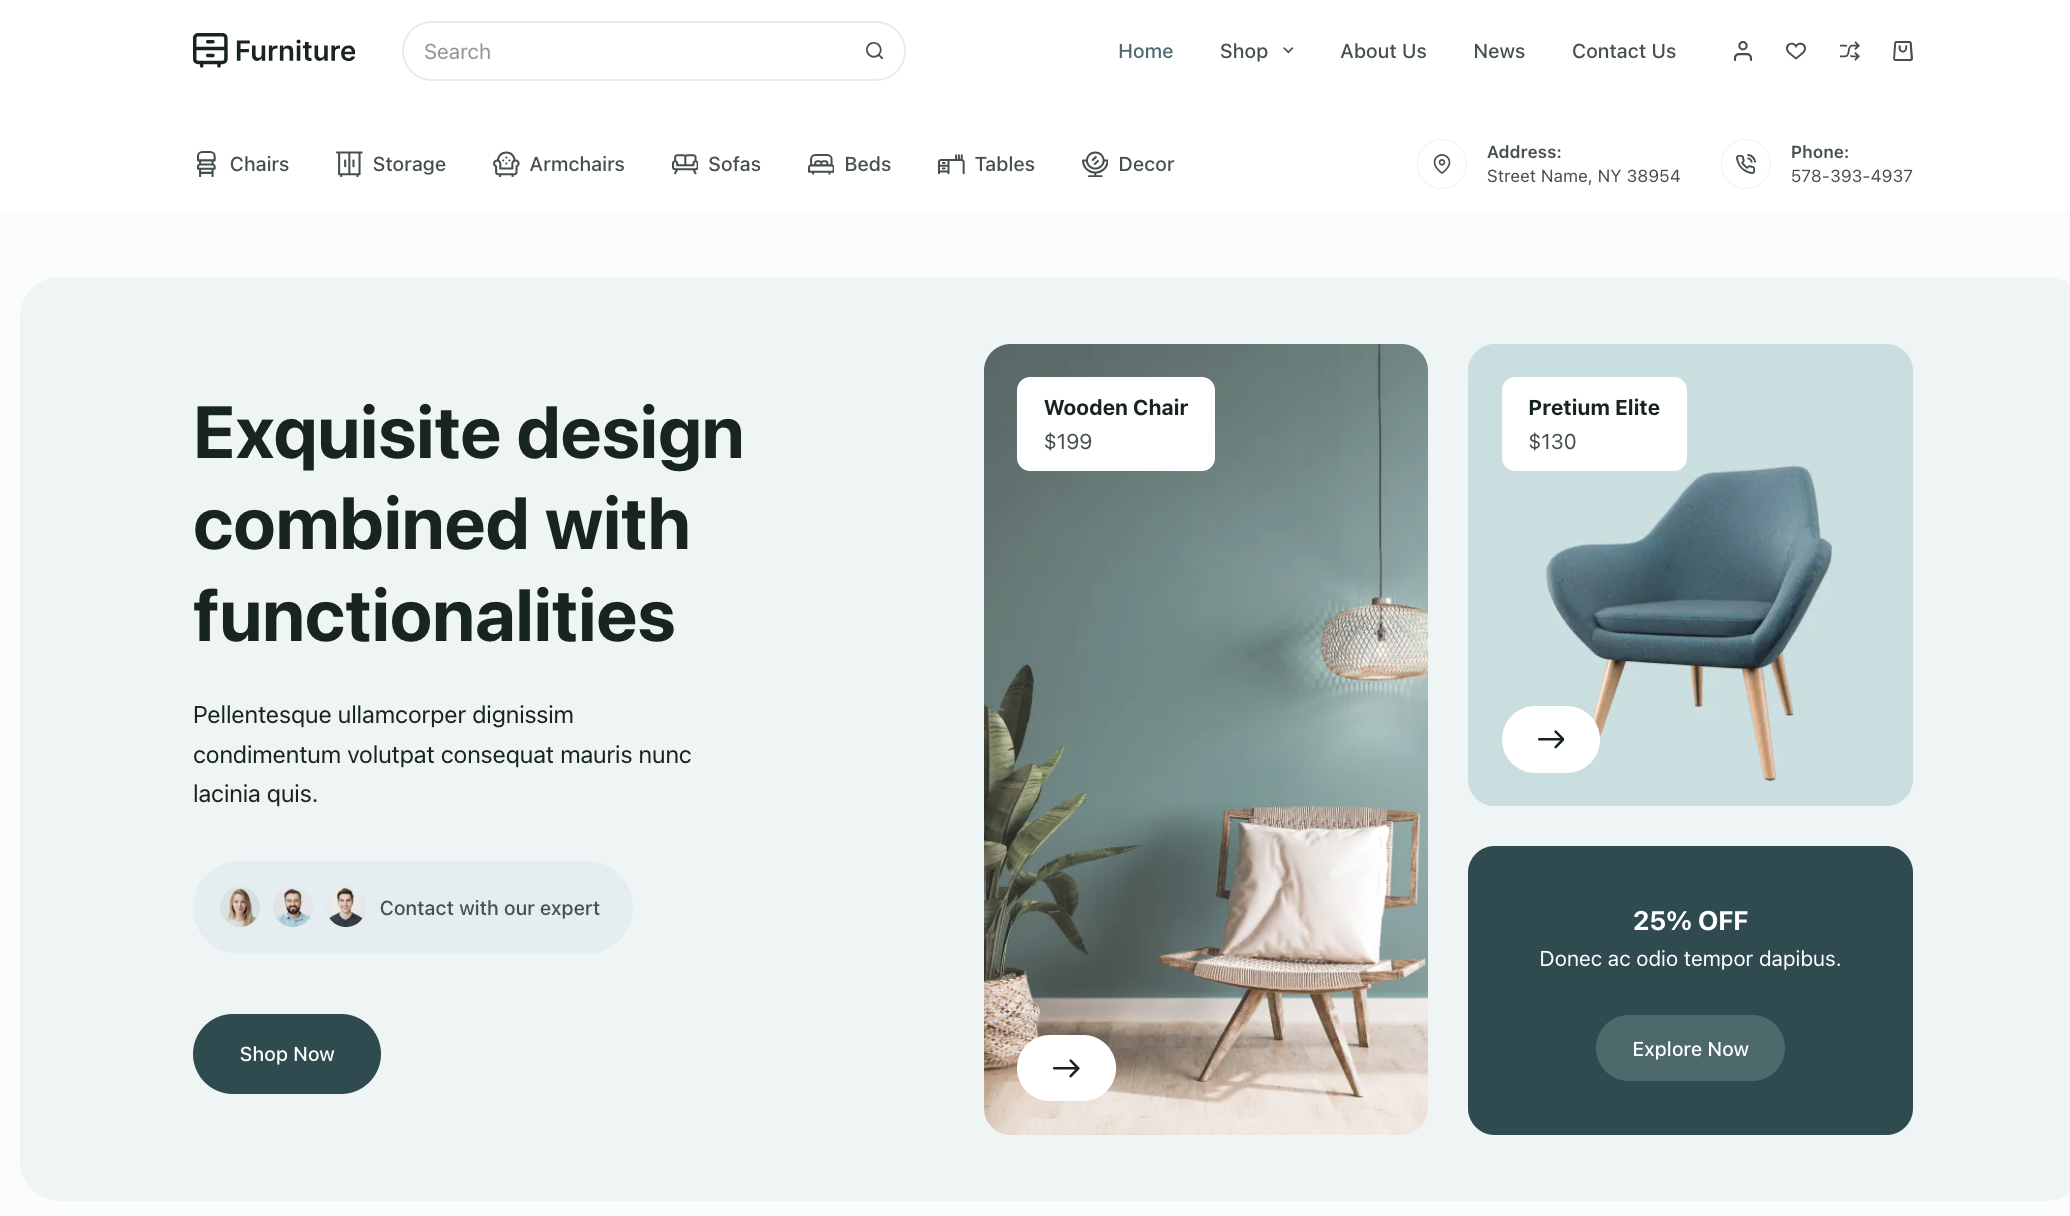 Furniture
Search
Home
Shop
About Us
News
Contact Us
Chairs
Storage
Armchairs
Sofas
Beds
Tables
Decor
Address:
Street Name, NY 38954
Phone:
578-393-4937
Exquisite design
combined with
functionalities
Pellentesque ullamcorper dignissim
condimentum volutpat consequat mauris nunc
lacinia quis.
Contact with our expert
Shop Now
Wooden Chair
$199
Pretium Elite
$130
25% OFF
Donec ac odio tempor dapibus.
Explore Now